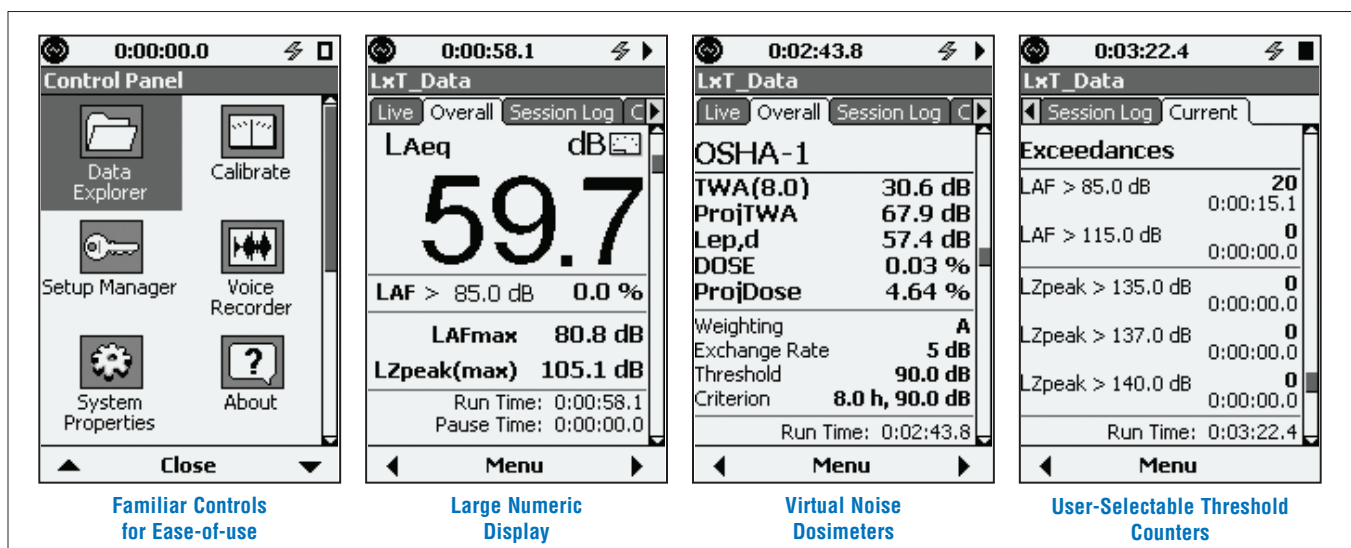 0:00:00.0
Control Panel
Data Explorer
Calibrate
Setup Manager
Voice Recorder
System Properties
About
Close
Familiar Controls
for Ease-of-use
0:00:58.1
LxT_Data
Live Overall Session Log C
LAeq dB
59.7
LAF > 85.0 dB 0.0 %
LAFmax 80.8 dB
LZpeak(max) 105.1 dB
Run Time: 0:00:58.1
Pause Time: 0:00:00.0
Menu
Large Numeric
Display
0:02:43.8
LxT_Data
Live Overall Session Log C
OSHA-1
TWA(8.0) 30.6 dB
ProjTWA 67.9 dB
Lep,d 57.4 dB
DOSE 0.03 %
ProjDose 4.64 %
Weighting A
Exchange Rate 5 dB
Threshold 90.0 dB
Criterion 8.0 h, 90.0 dB
Run Time: 0:02:43.8
Menu
Virtual Noise
Dosimeters
0:03:22.4
LxT_Data
Session Log Current
Exceedances
LAF > 85.0 dB 20
0:00:15.1
LAF > 115.0 dB 0
0:00:00.0
LZpeak > 135.0 dB 0
0:00:00.0
LZpeak > 137.0 dB 0
0:00:00.0
LZpeak > 140.0 dB 0
0:00:00.0
Run Time: 0:03:22.4
Menu
User-Selectable Threshold
Counters